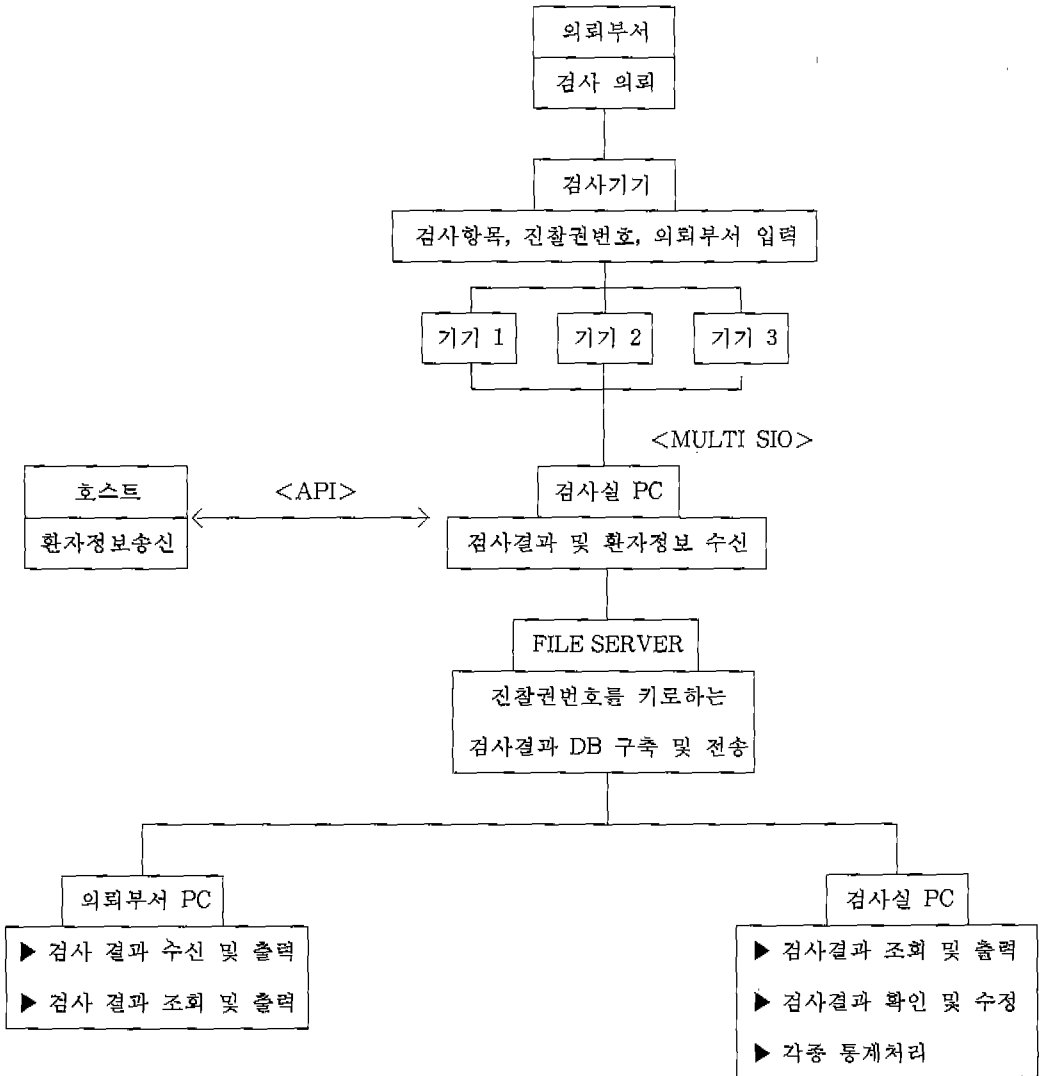 의뢰부서
검사 의뢰
검사기기
검사항목, 진찰권번호, 의뢰부서 입력
기기 1
기기 2
기기 3
<MULTI SIO>
호스트
환자정보송신
<API>
검사실 PC
검사결과 및 환자정보 수신
FILE SERVER
진찰권번호를 키로하는
검사결과 DB 구축 및 전송
의뢰부서 PC
▶ 검사 결과 수신 및 출력
▶ 검사 결과 조회 및 출력
검사실 PC
▶ 검사결과 조회 및 출력
▶ 검사결과 확인 및 수정
▶ 각종 통계처리